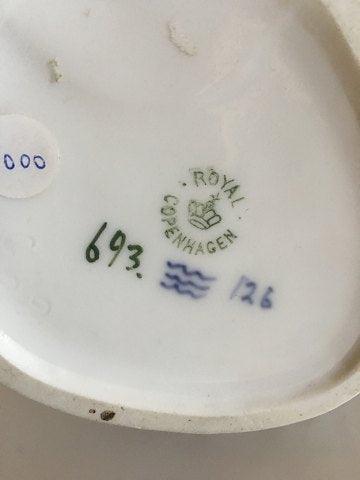 000
ROYAL
COPENHAGEN
693.
126